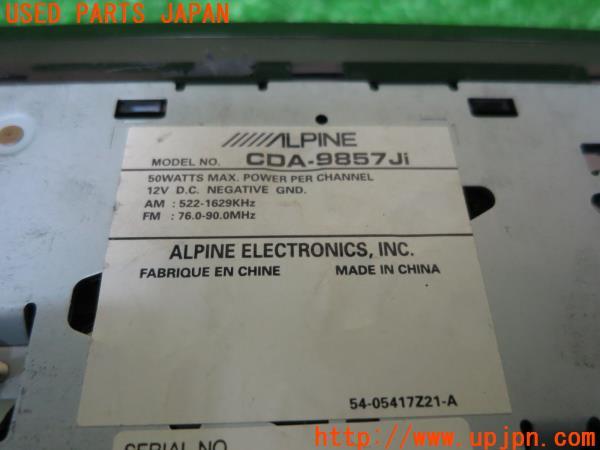 USED PARTS JAPAN
ALPINE
MODEL NO. CDA-9857Ji
50WATTS MAX. POWER PER CHANNEL
12V D.C. NEGATIVE GND.
AM : 522-1629KHz
FM : 76.0-90.0MHz
ALPINE ELECTRONICS, INC.
FABRIQUE EN CHINE MADE IN CHINA
54-05417Z21-A
SERIAL NO.
http://www.upjpn.com/